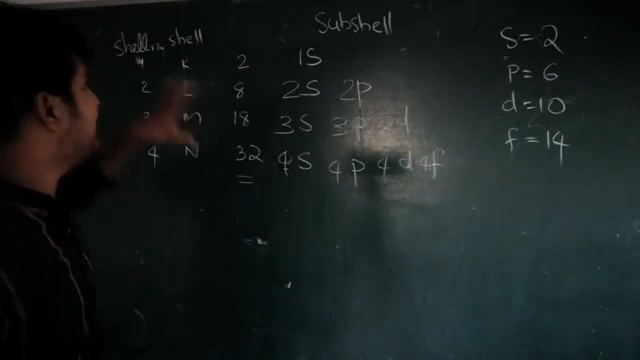 Shell no shell Subshell
1 K 2 1S
2 L 8 2S 2p
3 m 18 3S 3p d
4 N 32 4S 4p 4d 4f
=
S = 2
p = 6
d = 10
f = 14